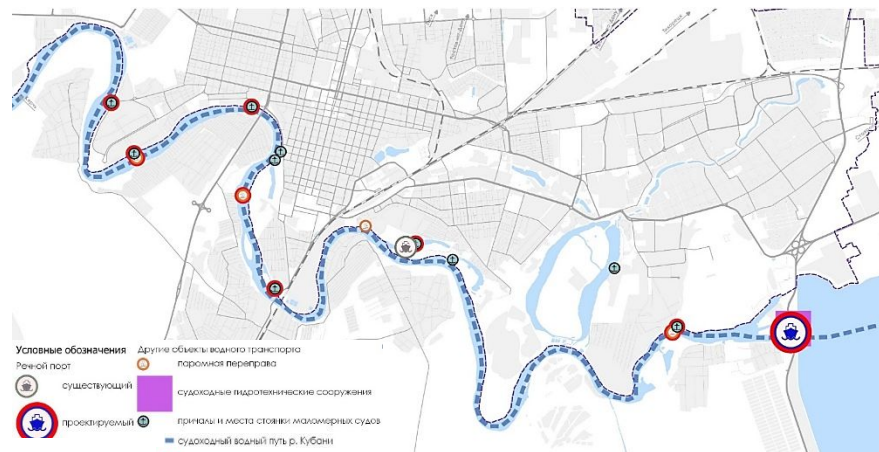 Условные обозначения
Речной порт
существующий
проектируемый
Другие объекты водного транспорта
паромная переправа
судоходные гидротехнические сооружения
причалы и места стоянки маломерных судов
судоходный водный путь р. Кубани